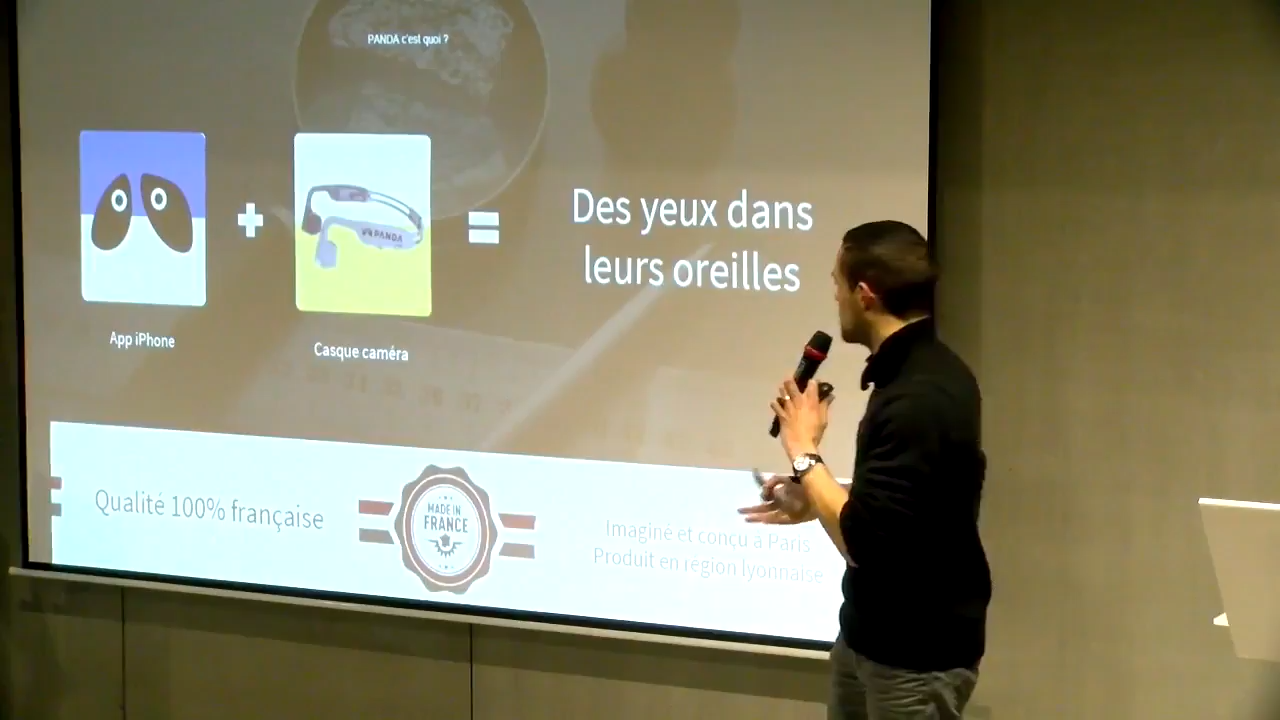 PANDA c'est quoi ?
+
=
Des yeux dans
leurs oreilles
PANDA
App iPhone
Casque caméra
Qualité 100% française
MADE IN
FRANCE
Imaginé et conçu à Paris
Produit en région lyonnaise